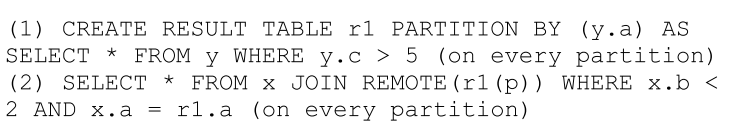 (1) CREATE RESULT TABLE r1 PARTITION BY (y.a) AS
SELECT * FROM y WHERE y.c > 5 (on every partition)
(2) SELECT * FROM x JOIN REMOTE(r1(p)) WHERE x.b <
2 AND x.a = r1.a (on every partition)